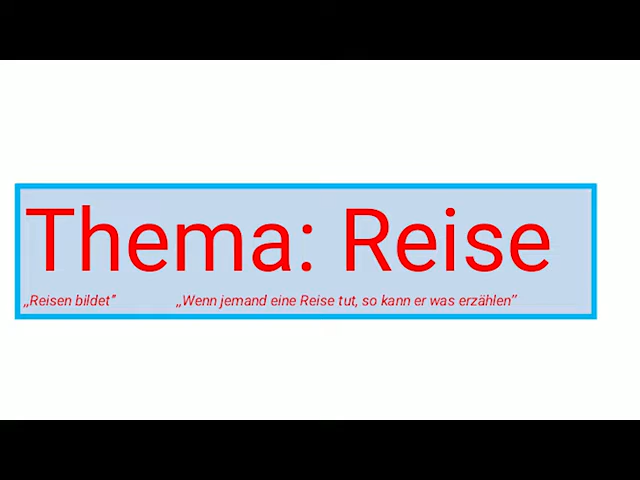 Thema: Reise
„Reisen bildet” „Wenn jemand eine Reise tut, so kann er was erzählen”